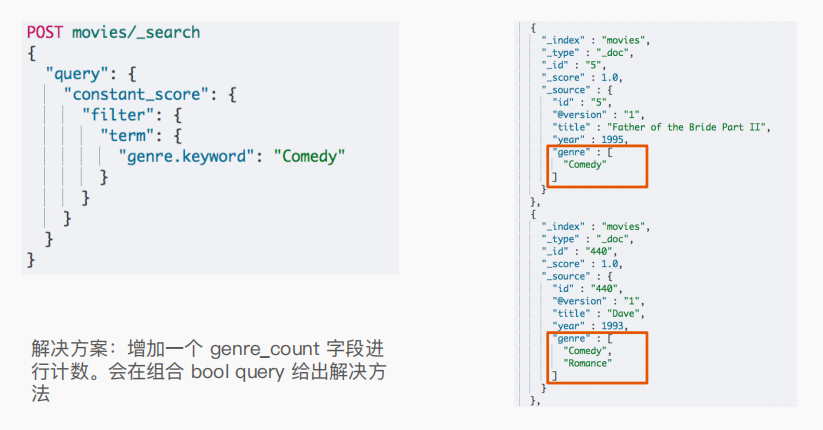 POST movies/_search
{
"query": {
"constant_score": {
"filter": {
"term": {
"genre.keyword": "Comedy"
}
}
}
}
}
解决方案：增加一个 genre_count 字段进
行计数。会在组合 bool query 给出解决方
法
{
"_index" : "movies",
"_type" : "_doc",
"_id" : "5",
"_score" : 1.0,
"_source" : {
"id" : "5",
"@version" : "1",
"title" : "Father of the Bride Part II",
"year" : 1995,
"genre" : [
"Comedy"
]
}
},
{
"_index" : "movies",
"_type" : "_doc",
"_id" : "440",
"_score" : 1.0,
"_source" : {
"id" : "440",
"@version" : "1",
"title" : "Dave",
"year" : 1993,
"genre" : [
"Comedy",
"Romance"
]
}
},